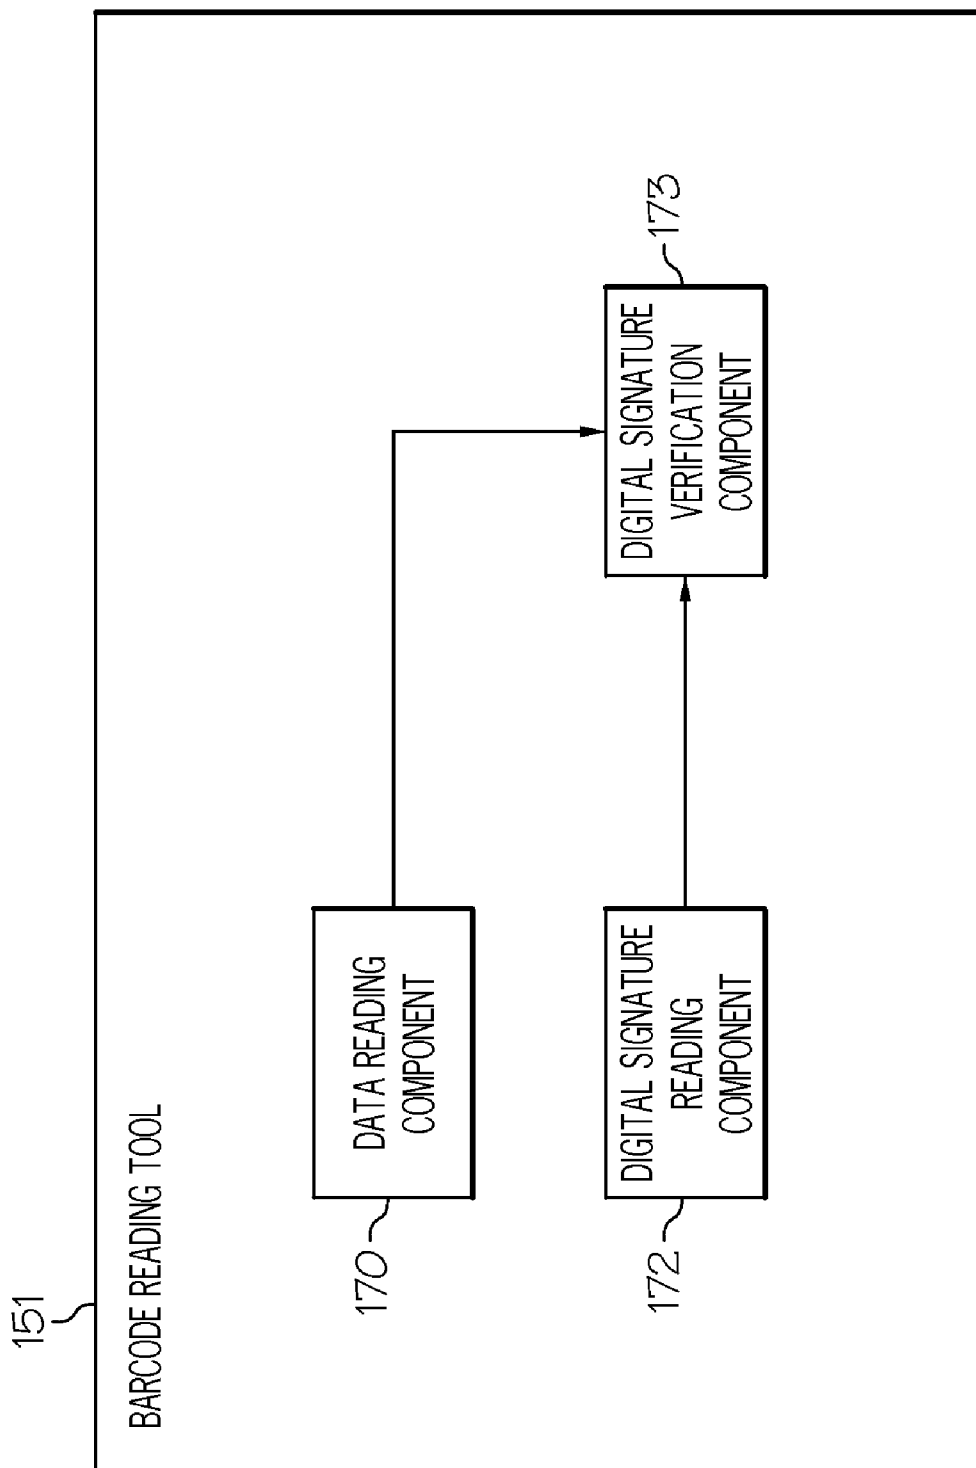 151
BARCODE READING TOOL
170
DATA READING
COMPONENT
172
DIGITAL SIGNATURE
READING
COMPONENT
DIGITAL SIGNATURE
VERIFICATION
COMPONENT
173